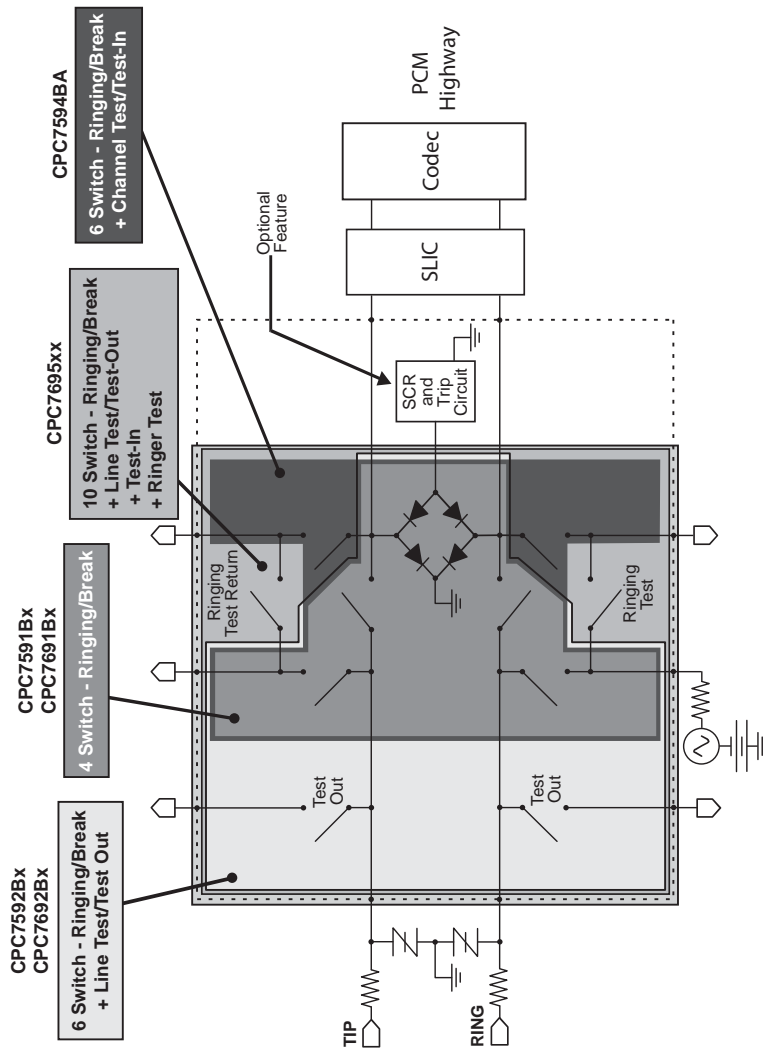 CPC7592Bx
CPC7692Bx
6 Switch - Ringing/Break
+ Line Test/Test Out
CPC7591Bx
CPC7691Bx
4 Switch - Ringing/Break
CPC7695xx
10 Switch - Ringing/Break
+ Line Test/Test-Out
+ Test-In
+ Ringer Test
CPC7594BA
6 Switch - Ringing/Break
+ Channel Test/Test-In
Optional
Feature
Ringing
Test Return
Test
Out
SCR
and
Trip
Circuit
SLIC
Codec
PCM
Highway
TIP
RING
Test
Out
Ringing
Test